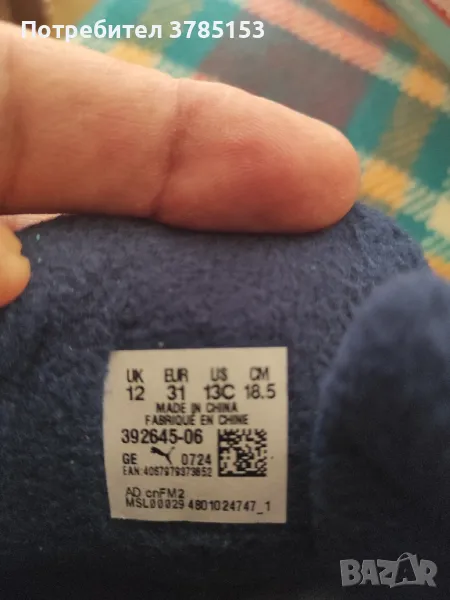 Потребител 3785153
UK EUR US CM
12 31 13C 18.5
MADE IN CHINA
FABRIQUE EN CHINE
392645-06
GE 0724
EAN:4067979373852
AD cnFM2
MSL00029 4801024747_1
BAZAR